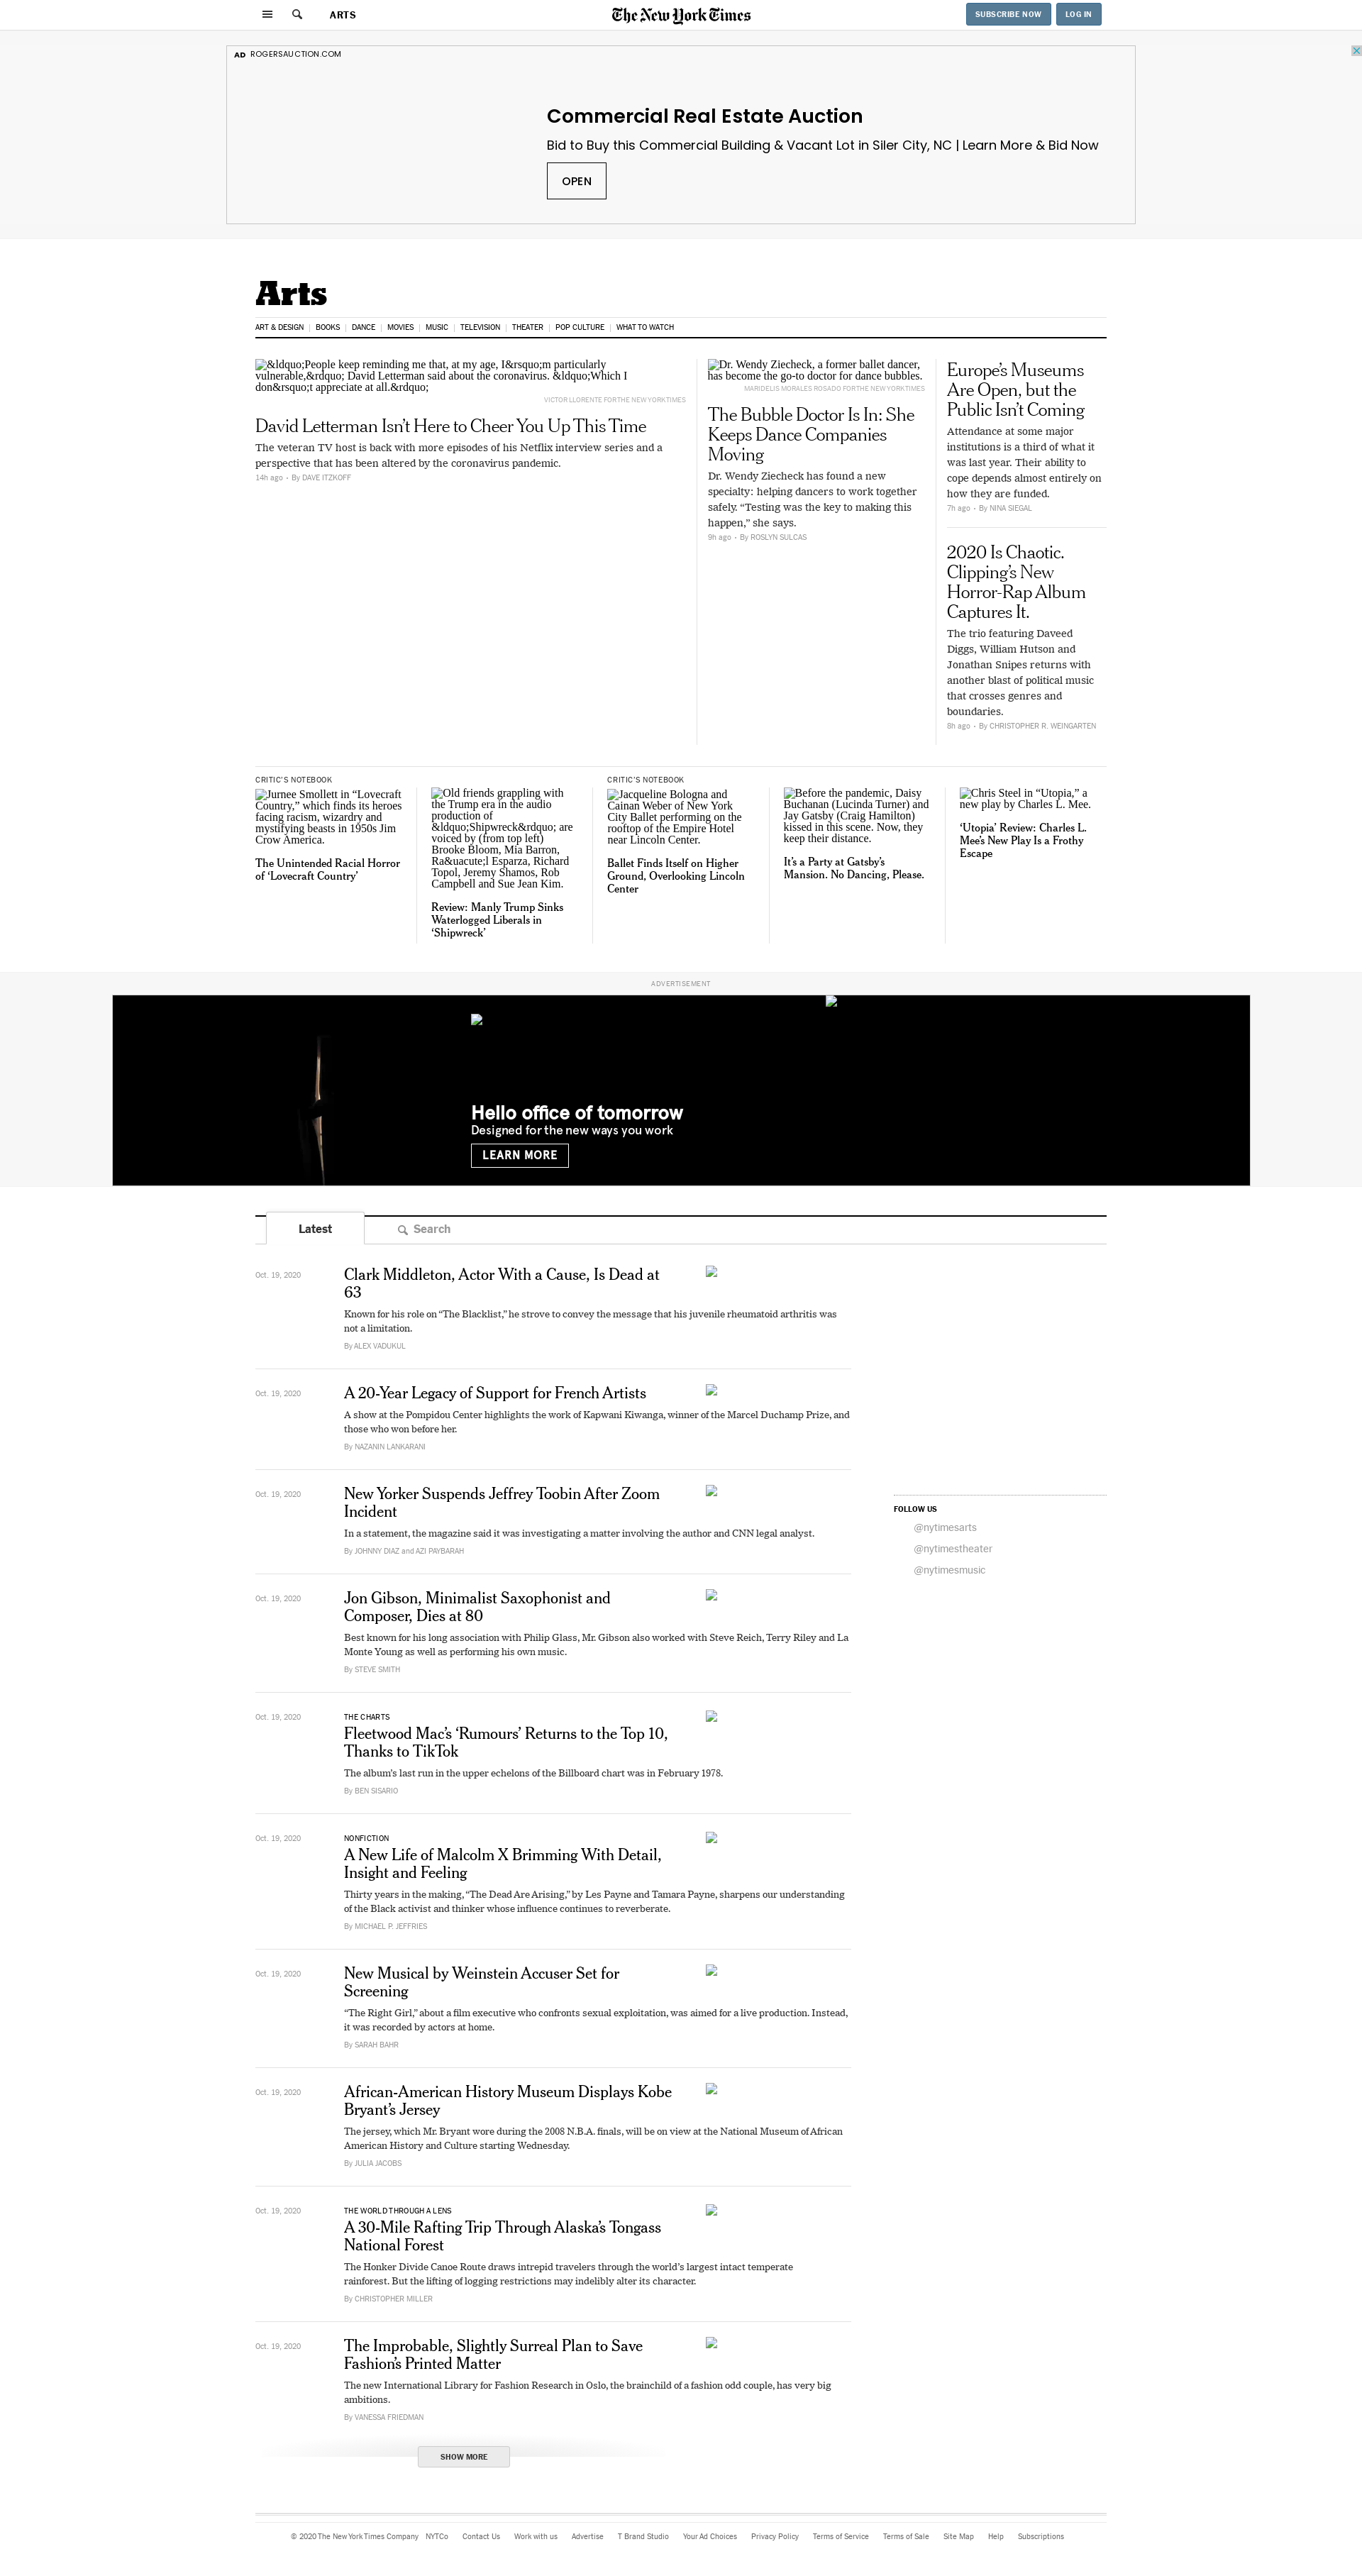 ARTS
The New York Times
SUBSCRIBE NOW
LOG IN
AD ROGERSAUCTION.COM
Commercial Real Estate Auction
Bid to Buy this Commercial Building & Vacant Lot in Siler City, NC | Learn More & Bid Now
OPEN
Arts
ART & DESIGN
BOOKS
DANCE
MOVIES
MUSIC
TELEVISION
THEATER
POP CULTURE
WHAT TO WATCH
&ldquo;People keep reminding me that, at my age, I&rsquo;m particularly
vulnerable,&rdquo; David Letterman said about the coronavirus. &ldquo;Which I
don&rsquo;t appreciate at all.&rdquo;
VICTOR LLORENTE FOR THE NEW YORK TIMES
David Letterman Isn’t Here to Cheer You Up This Time
The veteran TV host is back with more episodes of his Netflix interview series and a
perspective that has been altered by the coronavirus pandemic.
14h ago • By DAVE ITZKOFF
Dr. Wendy Ziecheck, a former ballet dancer,
has become the go-to doctor for dance bubbles.
MARIDELIS MORALES ROSADO FOR THE NEW YORK TIMES
The Bubble Doctor Is In: She
Keeps Dance Companies
Moving
Dr. Wendy Ziecheck has found a new
specialty: helping dancers to work together
safely. “Testing was the key to making this
happen,” she says.
9h ago • By ROSLYN SULCAS
Europe’s Museums
Are Open, but the
Public Isn’t Coming
Attendance at some major
institutions is a third of what it
was last year. Their ability to
cope depends almost entirely on
how they are funded.
7h ago • By NINA SIEGAL
2020 Is Chaotic.
Clipping’s New
Horror-Rap Album
Captures It.
The trio featuring Daveed
Diggs, William Hutson and
Jonathan Snipes returns with
another blast of political music
that crosses genres and
boundaries.
8h ago • By CHRISTOPHER R. WEINGARTEN
CRITIC’S NOTEBOOK
Jurnee Smollett in “Lovecraft
Country,” which finds its heroes
facing racism, wizardry and
mystifying beasts in 1950s Jim
Crow America.
The Unintended Racial Horror
of ‘Lovecraft Country’
Old friends grappling with
the Trump era in the audio
production of
&ldquo;Shipwreck&rdquo; are
voiced by (from top left)
Brooke Bloom, Mia Barron,
Ra&uacute;l Esparza, Richard
Topol, Jeremy Shamos, Rob
Campbell and Sue Jean Kim.
Review: Manly Trump Sinks
Waterlogged Liberals in
‘Shipwreck’
CRITIC’S NOTEBOOK
Jacqueline Bologna and
Cainan Weber of New York
City Ballet performing on the
rooftop of the Empire Hotel
near Lincoln Center.
Ballet Finds Itself on Higher
Ground, Overlooking Lincoln
Center
Before the pandemic, Daisy
Buchanan (Lucinda Turner) and
Jay Gatsby (Craig Hamilton)
kissed in this scene. Now, they
keep their distance.
It’s a Party at Gatsby’s
Mansion. No Dancing, Please.
Chris Steel in “Utopia,” a
new play by Charles L. Mee.
‘Utopia’ Review: Charles L.
Mee’s New Play Is a Frothy
Escape
ADVERTISEMENT
Hello office of tomorrow
Designed for the new ways you work
LEARN MORE
Latest
Search
Oct. 19, 2020
Clark Middleton, Actor With a Cause, Is Dead at
63
Known for his role on “The Blacklist,” he strove to convey the message that his juvenile rheumatoid arthritis was
not a limitation.
By ALEX VADUKUL
Oct. 19, 2020
A 20-Year Legacy of Support for French Artists
A show at the Pompidou Center highlights the work of Kapwani Kiwanga, winner of the Marcel Duchamp Prize, and
those who won before her.
By NAZANIN LANKARANI
Oct. 19, 2020
New Yorker Suspends Jeffrey Toobin After Zoom
Incident
In a statement, the magazine said it was investigating a matter involving the author and CNN legal analyst.
By JOHNNY DIAZ and AZI PAYBARAH
FOLLOW US
@nytimesarts
@nytimestheater
@nytimesmusic
Oct. 19, 2020
Jon Gibson, Minimalist Saxophonist and
Composer, Dies at 80
Best known for his long association with Philip Glass, Mr. Gibson also worked with Steve Reich, Terry Riley and La
Monte Young as well as performing his own music.
By STEVE SMITH
Oct. 19, 2020
THE CHARTS
Fleetwood Mac’s ‘Rumours’ Returns to the Top 10,
Thanks to TikTok
The album’s last run in the upper echelons of the Billboard chart was in February 1978.
By BEN SISARIO
Oct. 19, 2020
NONFICTION
A New Life of Malcolm X Brimming With Detail,
Insight and Feeling
Thirty years in the making, “The Dead Are Arising,” by Les Payne and Tamara Payne, sharpens our understanding
of the Black activist and thinker whose influence continues to reverberate.
By MICHAEL P. JEFFRIES
Oct. 19, 2020
New Musical by Weinstein Accuser Set for
Screening
“The Right Girl,” about a film executive who confronts sexual exploitation, was aimed for a live production. Instead,
it was recorded by actors at home.
By SARAH BAHR
Oct. 19, 2020
African-American History Museum Displays Kobe
Bryant’s Jersey
The jersey, which Mr. Bryant wore during the 2008 N.B.A. finals, will be on view at the National Museum of African
American History and Culture starting Wednesday.
By JULIA JACOBS
Oct. 19, 2020
THE WORLD THROUGH A LENS
A 30-Mile Rafting Trip Through Alaska’s Tongass
National Forest
The Honker Divide Canoe Route draws intrepid travelers through the world’s largest intact temperate
rainforest. But the lifting of logging restrictions may indelibly alter its character.
By CHRISTOPHER MILLER
Oct. 19, 2020
The Improbable, Slightly Surreal Plan to Save
Fashion’s Printed Matter
The new International Library for Fashion Research in Oslo, the brainchild of a fashion odd couple, has very big
ambitions.
By VANESSA FRIEDMAN
SHOW MORE
© 2020 The New York Times Company NYTCo Contact Us Work with us Advertise T Brand Studio Your Ad Choices Privacy Policy Terms of Service Terms of Sale Site Map Help Subscriptions